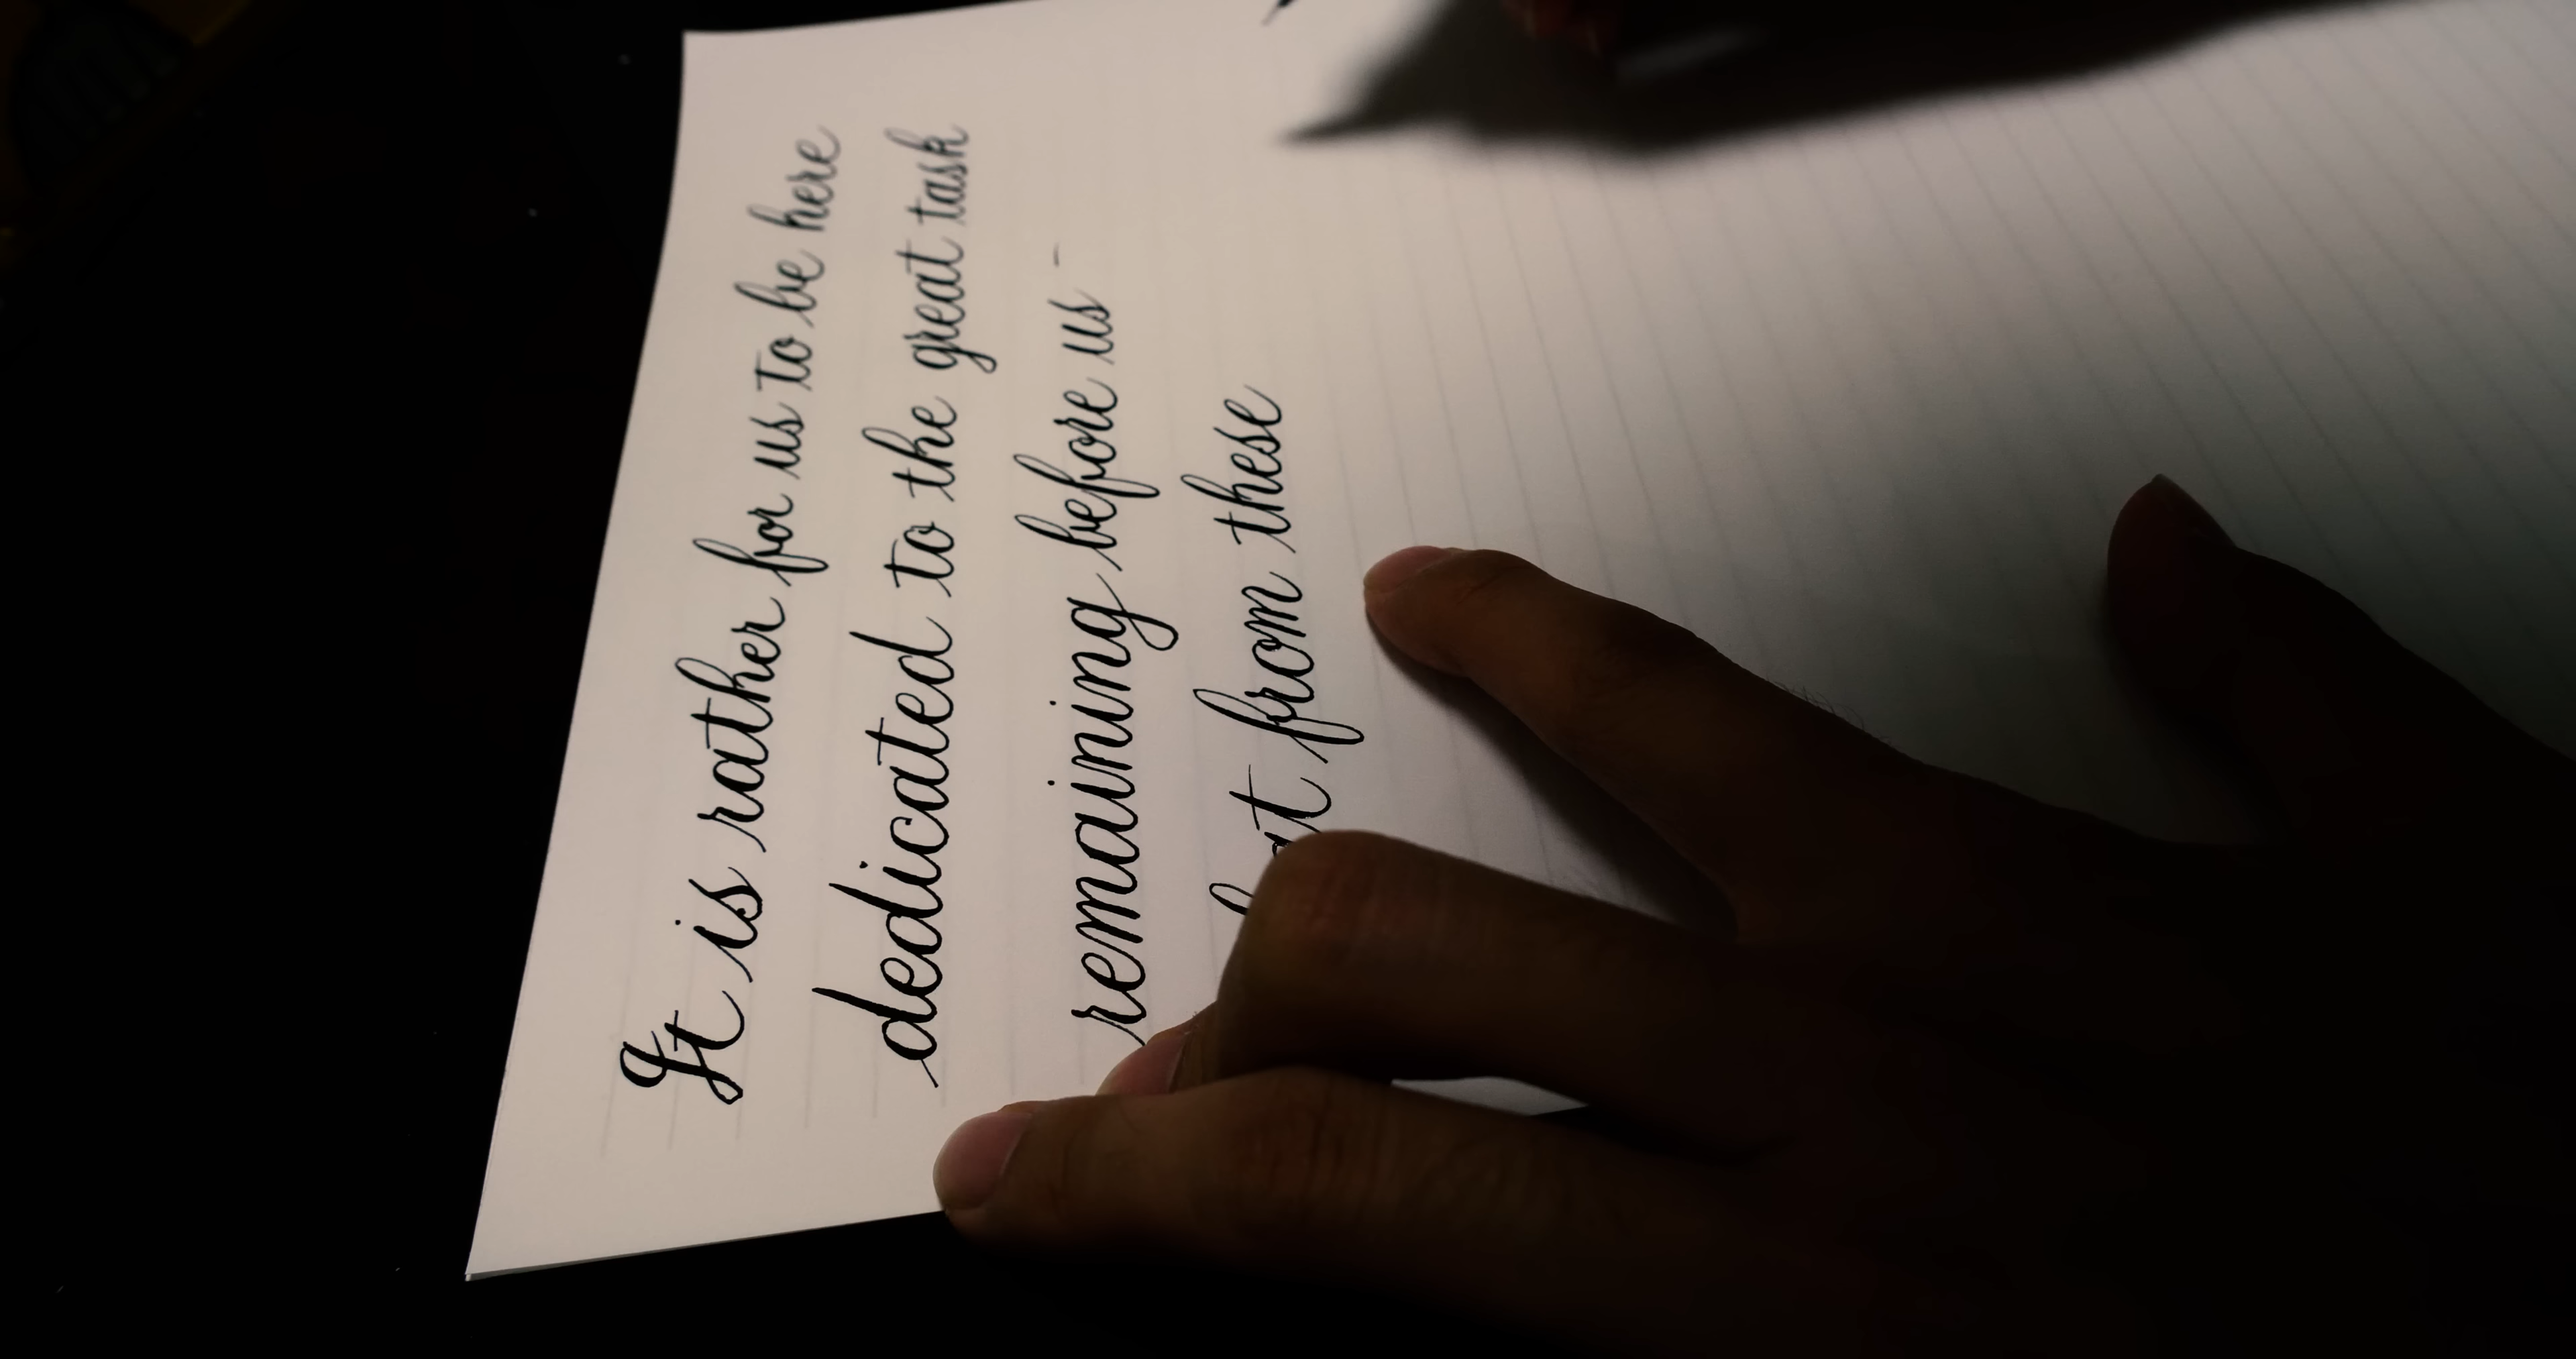 It is rather for us to be here
dedicated to the great task
remaining before us -
from these